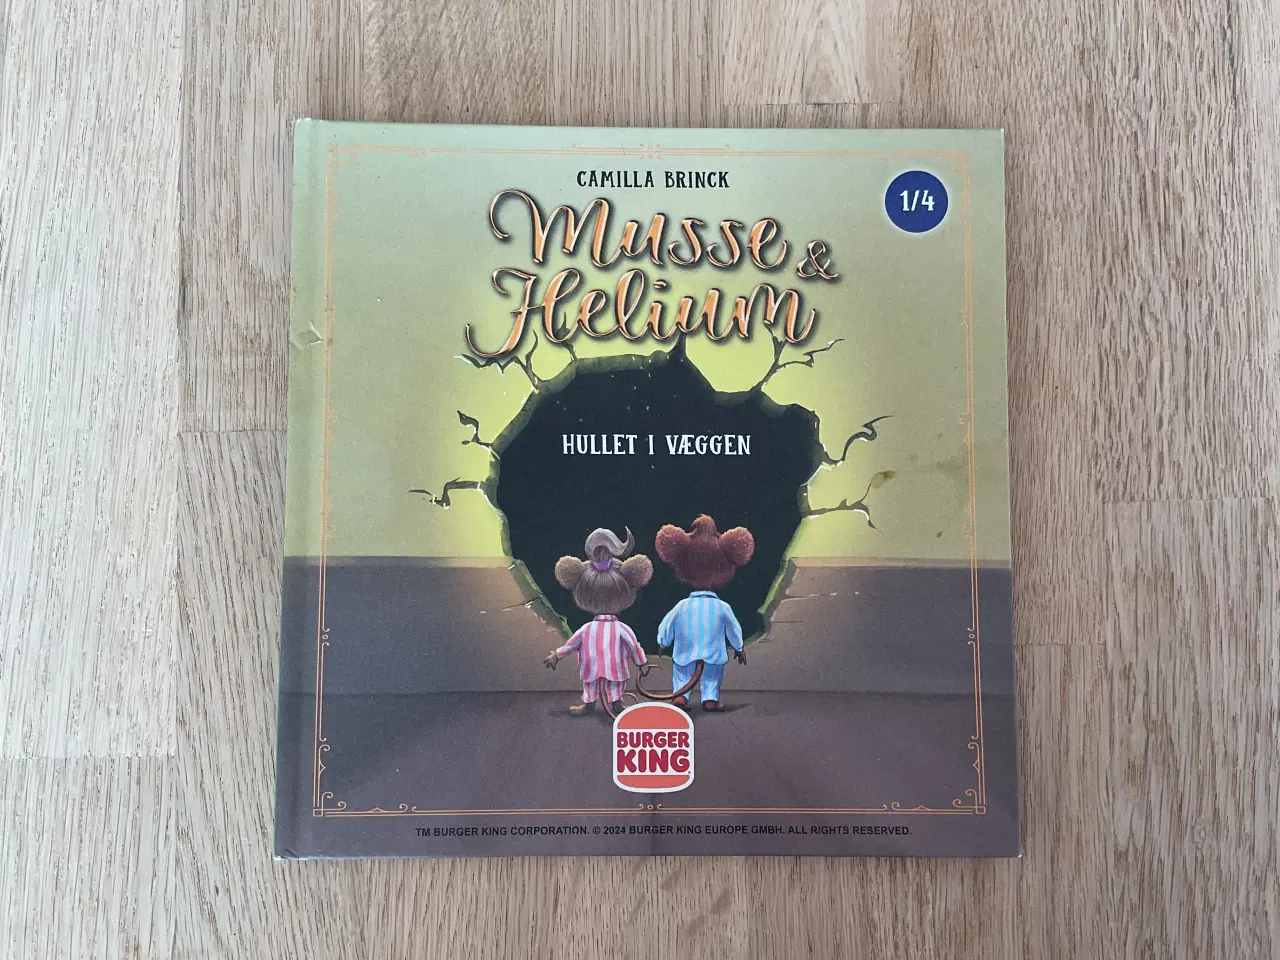 CAMILLA BRINCK
1/4
Musse &
Helium
HULLET I VÆGGEN
BURGER
KING
TM BURGER KING CORPORATION. © 2024 BURGER KING EUROPE GMBH. ALL RIGHTS RESERVED.